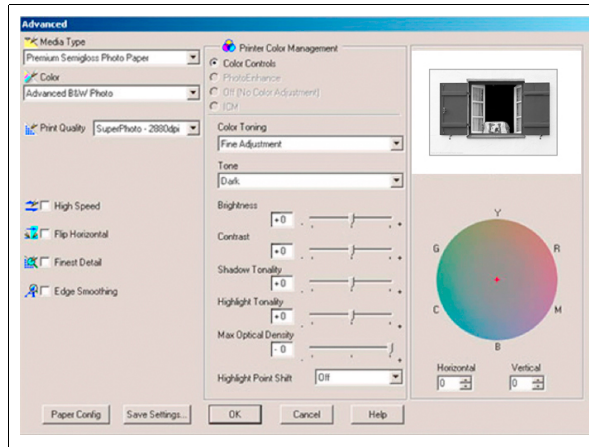 Advanced
Media Type
Premium Semigloss Photo Paper
Color
Advanced B&W Photo
Print Quality SuperPhoto - 2880dpi
High Speed
Flip Horizontal
Finest Detail
Edge Smoothing
Printer Color Management
Color Controls
PhotoEnhance
Off (No Color Adjustment)
ICM
Color Toning
Fine Adjustment
Tone
Dark
Brightness
+0 - +
Contrast
+0 - +
Shadow Tonality
+0 - +
Highlight Tonality
+0 - +
Max Optical Density
- 0 - +
Highlight Point Shift Off
Y
G R
C M
B
Horizontal Vertical
0 0
Paper Config Save Settings... OK Cancel Help